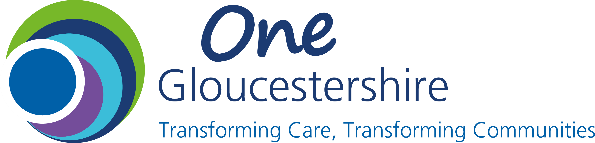 One
Gloucestershire
Transforming Care, Transforming Communities